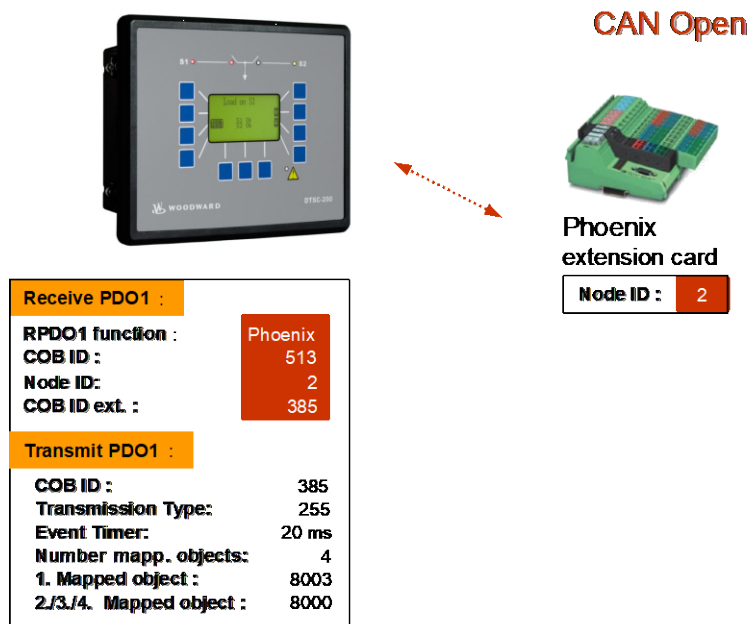 CAN Open
S1
S2
Load on S1
WOODWARD
DTSC-200
Phoenix
extension card
Node ID : 2
Receive PDO1 :
RPDO1 function : Phoenix
COB ID : 513
Node ID: 2
COB ID ext. : 385
Transmit PDO1 :
COB ID : 385
Transmission Type: 255
Event Timer: 20 ms
Number mapp. objects: 4
1. Mapped object : 8003
2./3./4. Mapped object : 8000